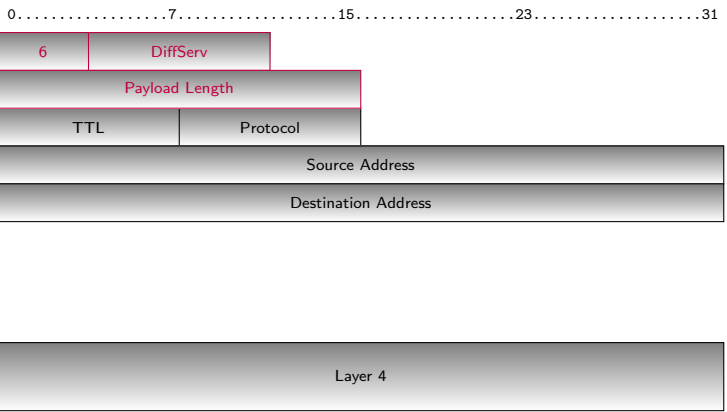 0..................7..................15..................23..................31
6 DiffServ
Payload Length
TTL Protocol
Source Address
Destination Address
Layer 4